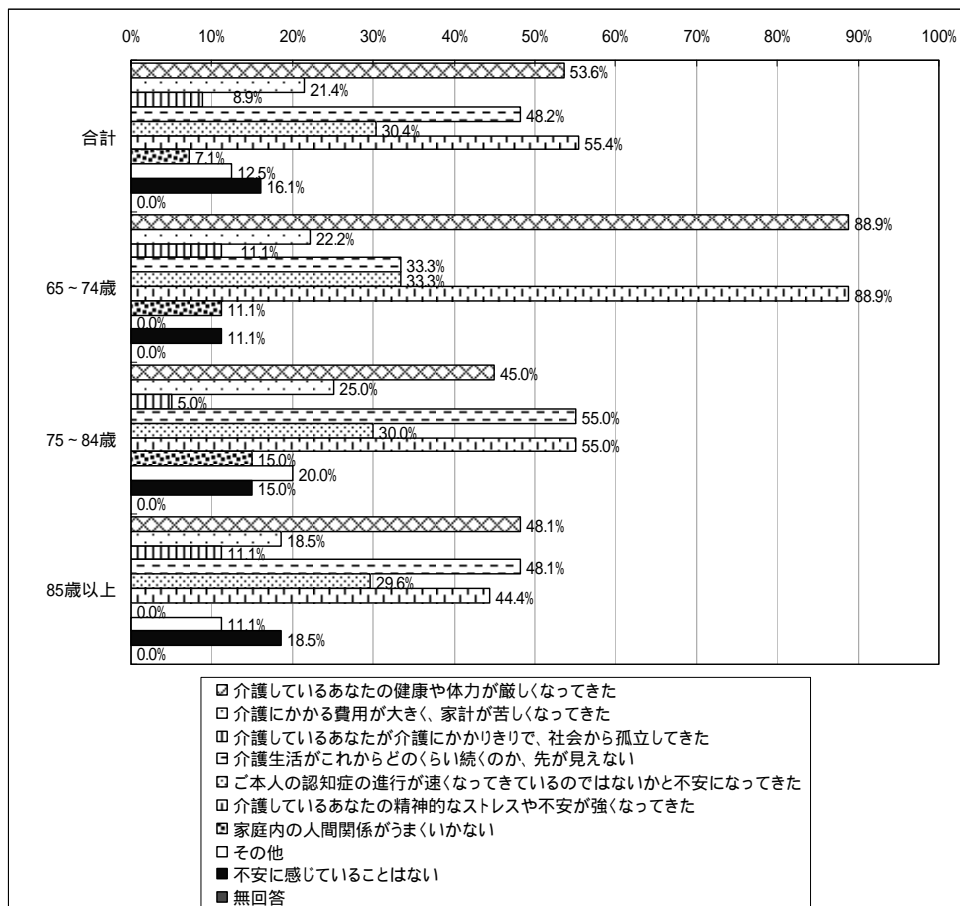 0% 10% 20% 30% 40% 50% 60% 70% 80% 90% 100%
合計
53.6%
21.4%
8.9%
48.2%
30.4%
55.4%
7.1%
12.5%
16.1%
0.0%
65～74歳
88.9%
22.2%
11.1%
33.3%
33.3%
88.9%
11.1%
0.0%
11.1%
0.0%
75～84歳
45.0%
25.0%
5.0%
55.0%
30.0%
55.0%
15.0%
20.0%
15.0%
0.0%
85歳以上
48.1%
18.5%
11.1%
48.1%
29.6%
44.4%
0.0%
11.1%
18.5%
0.0%
介護しているあなたの健康や体力が厳しくなってきた
介護にかかる費用が大きく、家計が苦しくなってきた
介護しているあなたが介護にかかりきりで、社会から孤立してきた
介護生活がこれからどのくらい続くのか、先が見えない
ご本人の認知症の進行が速くなってきているのではないかと不安になってきた
介護しているあなたの精神的なストレスや不安が強くなってきた
家庭内の人間関係がうまくいかない
その他
不安に感じていることはない
無回答